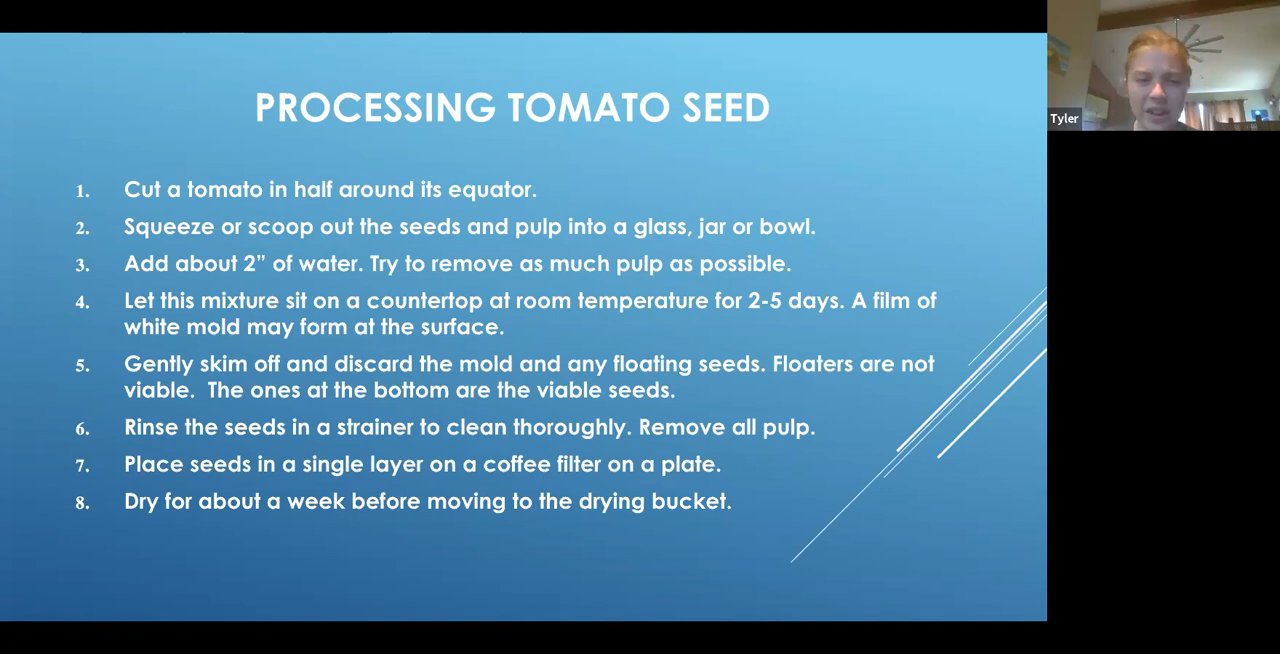 PROCESSING TOMATO SEED
1. Cut a tomato in half around its equator.
2. Squeeze or scoop out the seeds and pulp into a glass, jar or bowl.
3. Add about 2” of water. Try to remove as much pulp as possible.
4. Let this mixture sit on a countertop at room temperature for 2-5 days. A film of
white mold may form at the surface.
5. Gently skim off and discard the mold and any floating seeds. Floaters are not
viable.  The ones at the bottom are the viable seeds.
6. Rinse the seeds in a strainer to clean thoroughly. Remove all pulp.
7. Place seeds in a single layer on a coffee filter on a plate.
8. Dry for about a week before moving to the drying bucket.
Tyler